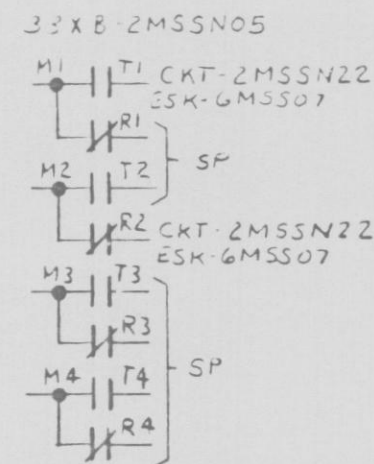 33XB-2MSSN05
M1 T1 CKT-2MSSN22
ESK-6MSS07
R1
SP
M2 T2
R2 CKT-2MSSN22
ESK-6MSS07
M3 T3
R3
SP
M4 T4
R4